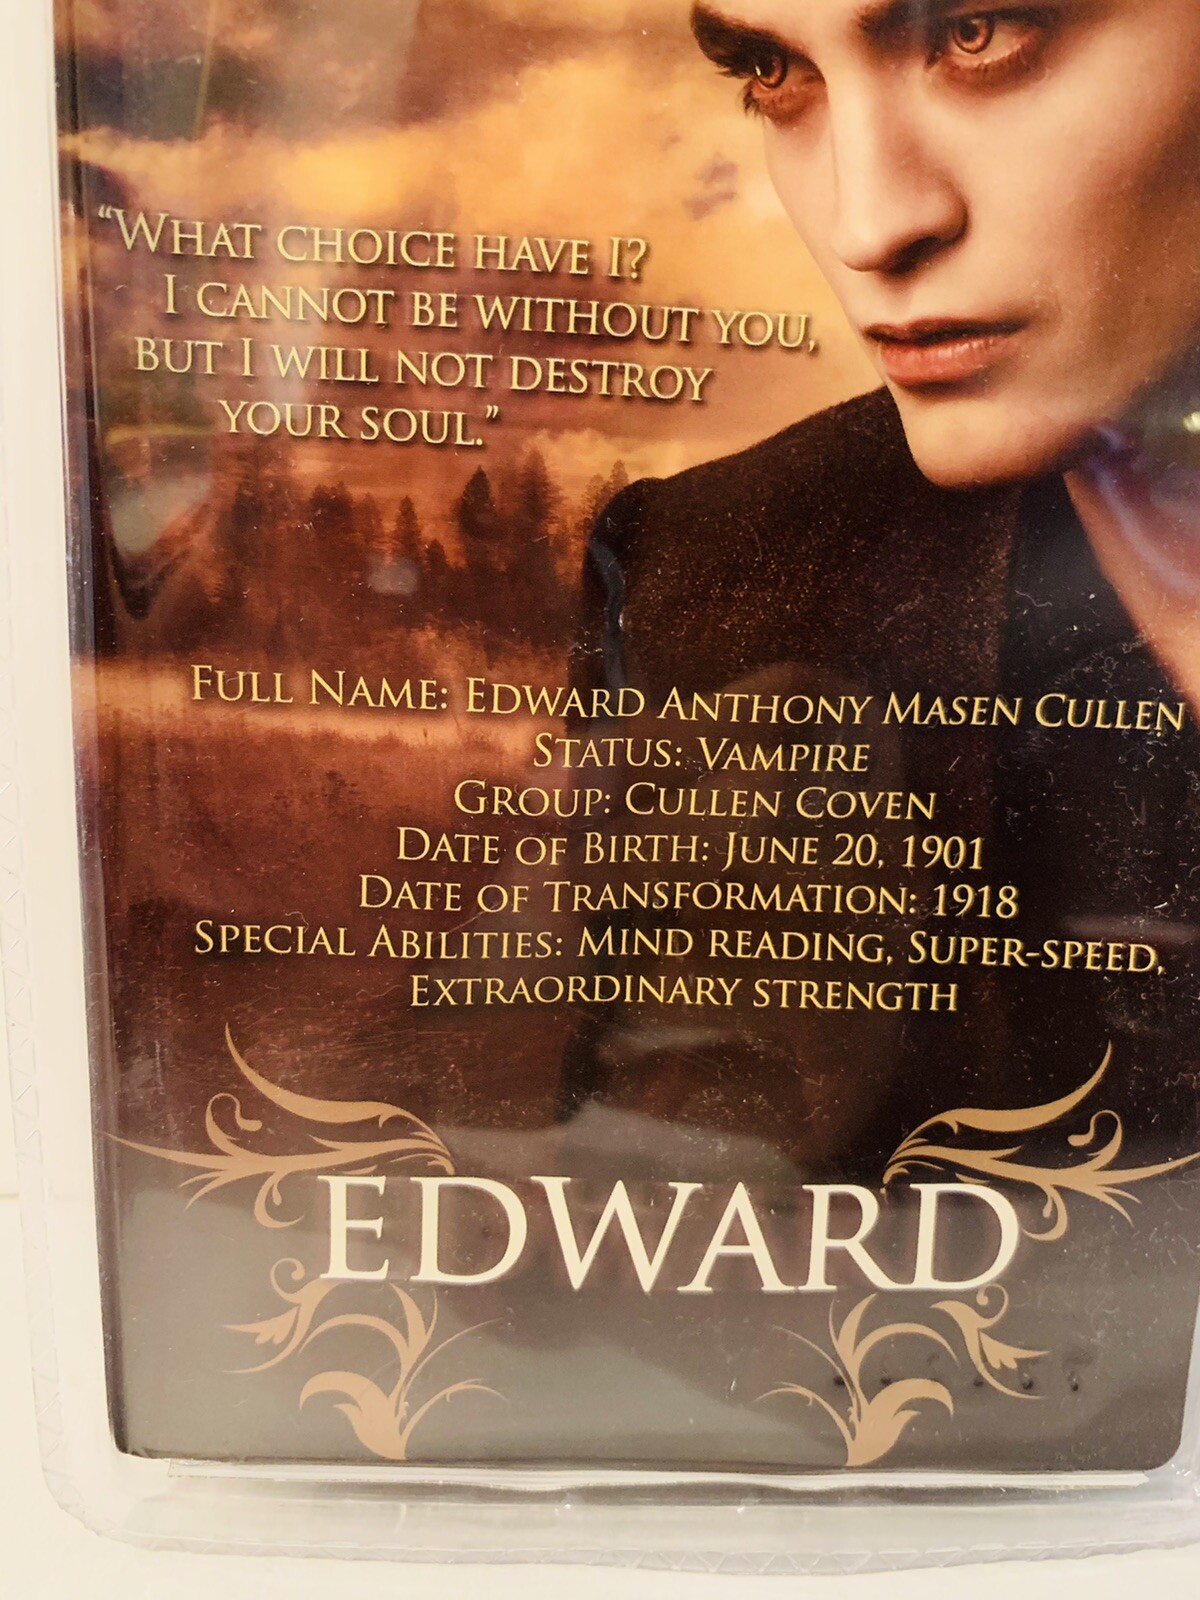 “WHAT CHOICE HAVE I?
I CANNOT BE WITHOUT YOU,
BUT I WILL NOT DESTROY
YOUR SOUL.”
FULL NAME: EDWARD ANTHONY MASEN CULLEN
STATUS: VAMPIRE
GROUP: CULLEN COVEN
DATE OF BIRTH: JUNE 20, 1901
DATE OF TRANSFORMATION: 1918
SPECIAL ABILITIES: MIND READING, SUPER-SPEED,
EXTRAORDINARY STRENGTH
EDWARD